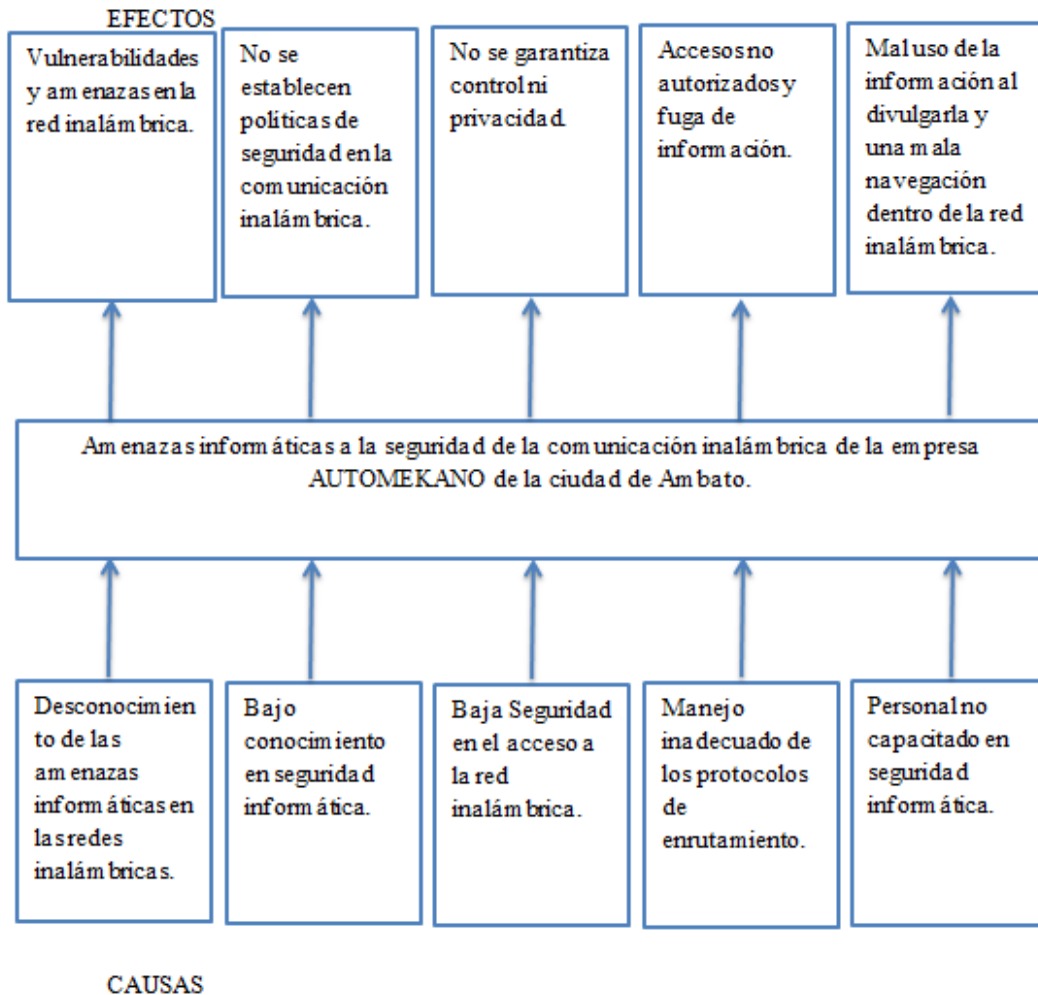 EFECTOS
Vulnerabilidades
y amenazas en la
red inalámbrica.
No se
establecen
políticas de
seguridad en la
comunicación
inalámbrica.
No se garantiza
control ni
privacidad.
Accesos no
autorizados y
fuga de
información.
Mal uso de la
información al
divulgarla y
una mala
navegación
dentro de la red
inalámbrica.
Amenazas informáticas a la seguridad de la comunicación inalámbrica de la empresa
AUTOMEKANO de la ciudad de Ambato.
Desconocimien
to de las
amenazas
informáticas en
las redes
inalámbricas.
Bajo
conocimiento
en seguridad
informática.
Baja Seguridad
en el acceso a
la red
inalámbrica.
Manejo
inadecuado de
los protocolos
de
enrutamiento.
Personal no
capacitado en
seguridad
informática.
CAUSAS